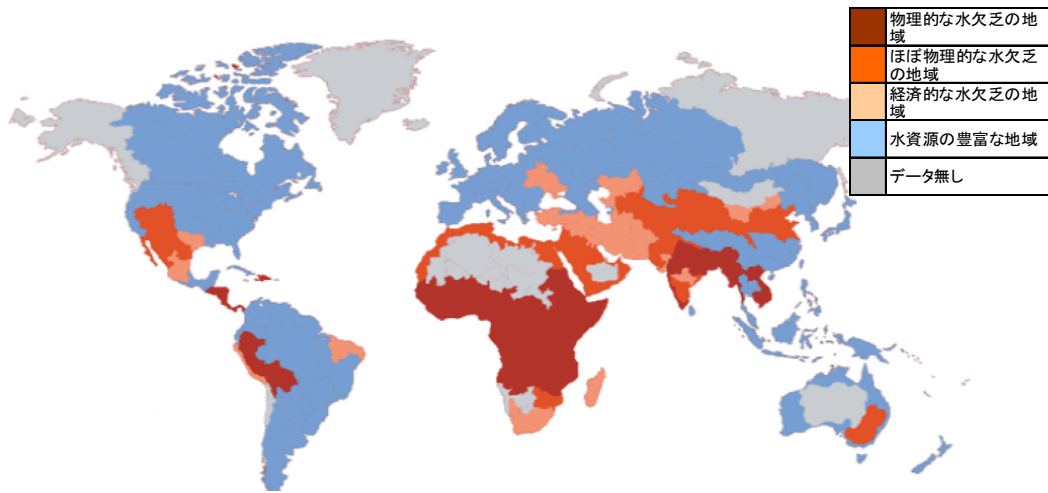 物理的な水欠乏の地
域
ほぼ物理的な水欠乏
の地域
経済的な水欠乏の地
域
水資源の豊富な地域
データ無し